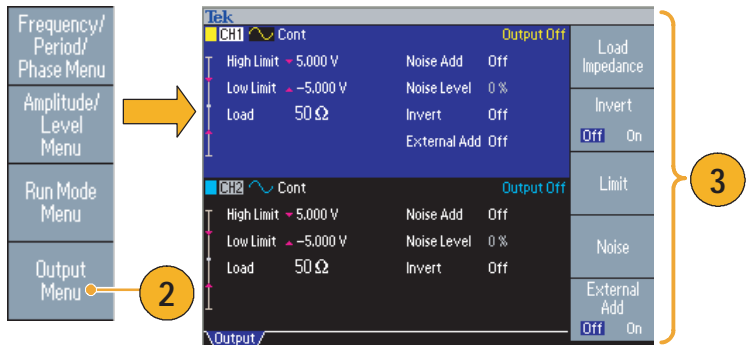 Frequency/
Period/
Phase Menu
Amplitude/
Level
Menu
Run Mode
Menu
Output
Menu
2
Tek
CH1 Cont Output Off
High Limit 5.000 V Noise Add Off
Low Limit -5.000 V Noise Level 0 %
Load 50 Ω Invert Off
External Add Off
CH2 Cont Output Off
High Limit 5.000 V Noise Add Off
Low Limit -5.000 V Noise Level 0 %
Load 50 Ω Invert Off
Output
Load
Impedance
Invert
Off On
Limit
Noise
External
Add
Off On
3